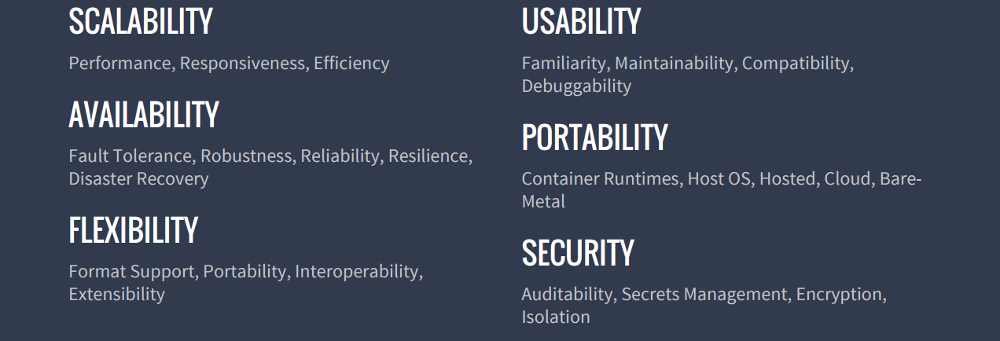 SCALABILITY
Performance, Responsiveness, Efficiency
AVAILABILITY
Fault Tolerance, Robustness, Reliability, Resilience,
Disaster Recovery
FLEXIBILITY
Format Support, Portability, Interoperability,
Extensibility
USABILITY
Familiarity, Maintainability, Compatibility,
Debuggability
PORTABILITY
Container Runtimes, Host OS, Hosted, Cloud, Bare-
Metal
SECURITY
Auditability, Secrets Management, Encryption,
Isolation